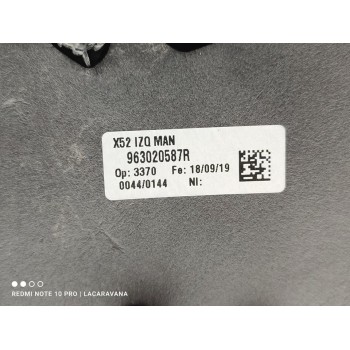 X52 IZQ MAN
963020587R
Op: 3370 Fe: 18/09/19
0044/0144 NI:
REDMI NOTE 10 PRO | LACARAVANA